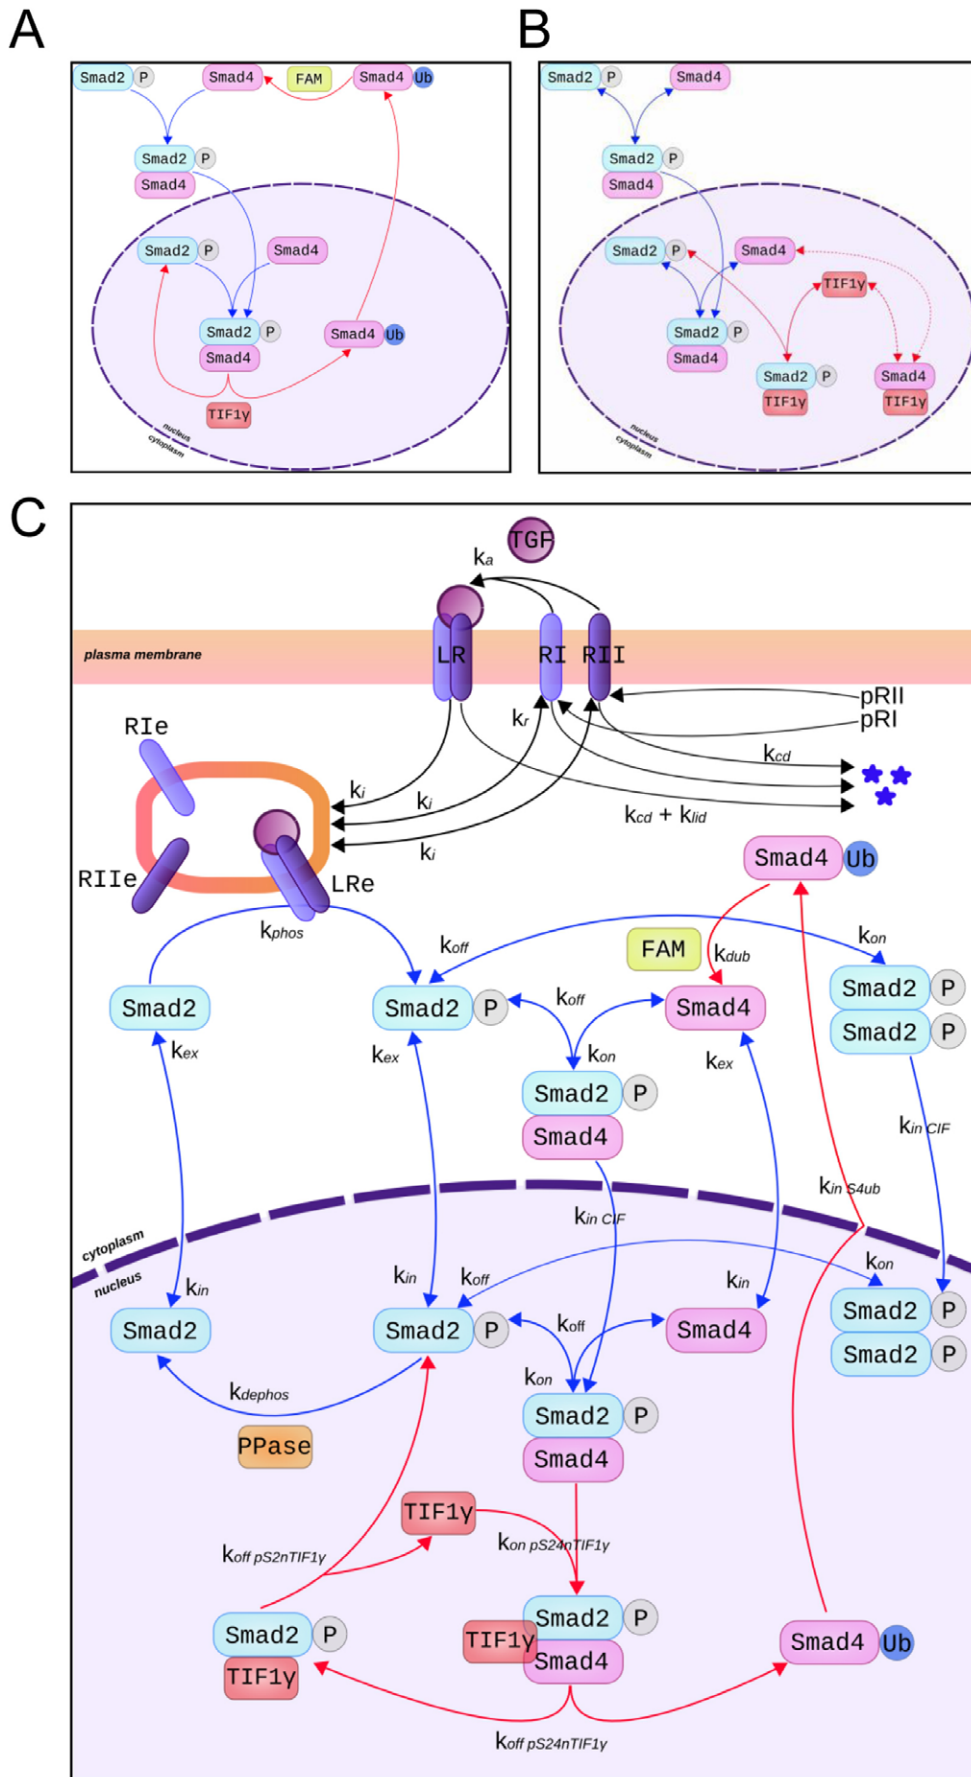 A
B
Smad2 P Smad4 FAM Smad4 Ub
Smad2 P
Smad4
Smad2 P Smad4
Smad2 P
Smad4
Smad4 Ub
TIF1γ
nucleus
cytoplasm
Smad2 P Smad4
Smad2 P
Smad4
Smad2 P Smad4
TIF1γ
Smad2 P
Smad4
Smad2 P
TIF1γ
Smad4
TIF1γ
nucleus
cytoplasm
C
TGF
ka
plasma membrane
LR RI RII
pRII
pRI
kr
kcd
RIe
ki
ki
kcd + klid
ki
RIIe
LRe
Smad4 Ub
kphos
koff
kon
FAM
kdub
Smad2
Smad2 P
koff
Smad4
Smad2 P
Smad2 P
kex
kex
kon
kex
Smad2 P
Smad4
kin CIF
kin S4ub
kin CIF
cytoplasm
nucleus
kin
kin
koff
kin
kon
Smad2
Smad2 P
koff
Smad4
Smad2 P
Smad2 P
kon
kdephos
Smad2 P
Smad4
PPase
TIF1γ
koff pS2nTIF1γ
kon pS24nTIF1γ
Smad2 P
TIF1γ
Smad2 P
TIF1γ
Smad4
Smad4 Ub
koff pS24nTIF1γ